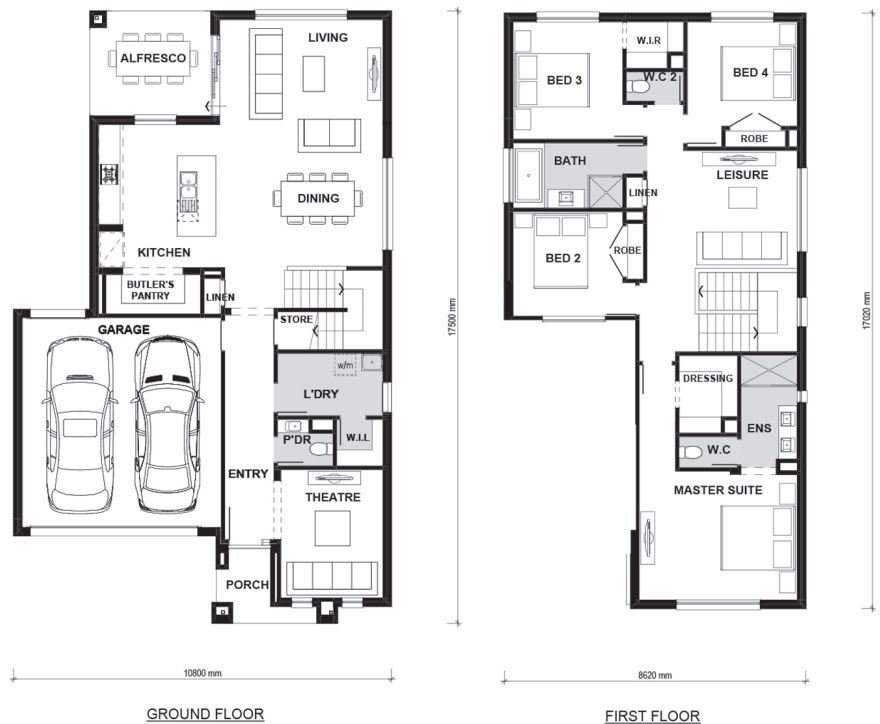 LIVING
ALFRESCO
DINING
KITCHEN
BUTLER'S
PANTRY
LINEN
GARAGE
STORE
w/m
L'DRY
P'DR
W.I.L
ENTRY
THEATRE
PORCH
17500 mm
10800 mm
GROUND FLOOR
W.I.R
W.C 2
BED 3
BED 4
ROBE
BATH
LEISURE
LINEN
BED 2
ROBE
DRESSING
ENS
W.C
MASTER SUITE
17020 mm
8620 mm
FIRST FLOOR